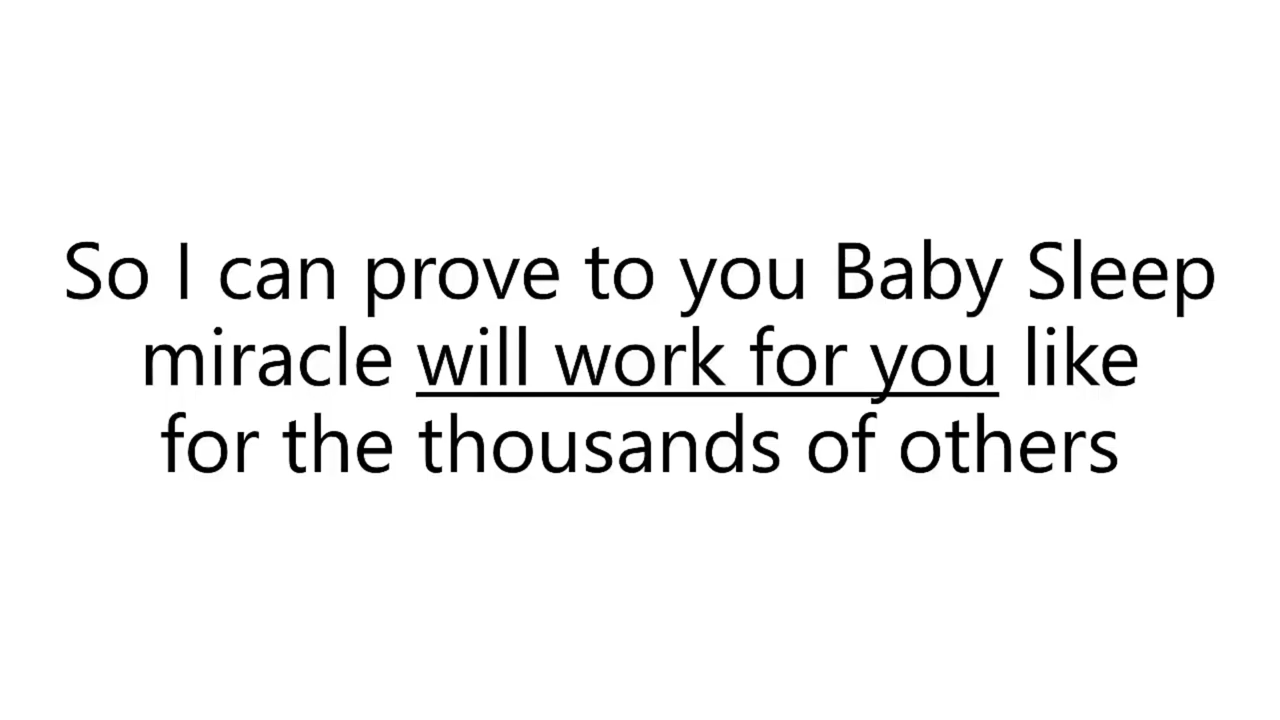 So I can prove to you Baby Sleep
miracle will work for you like
for the thousands of others